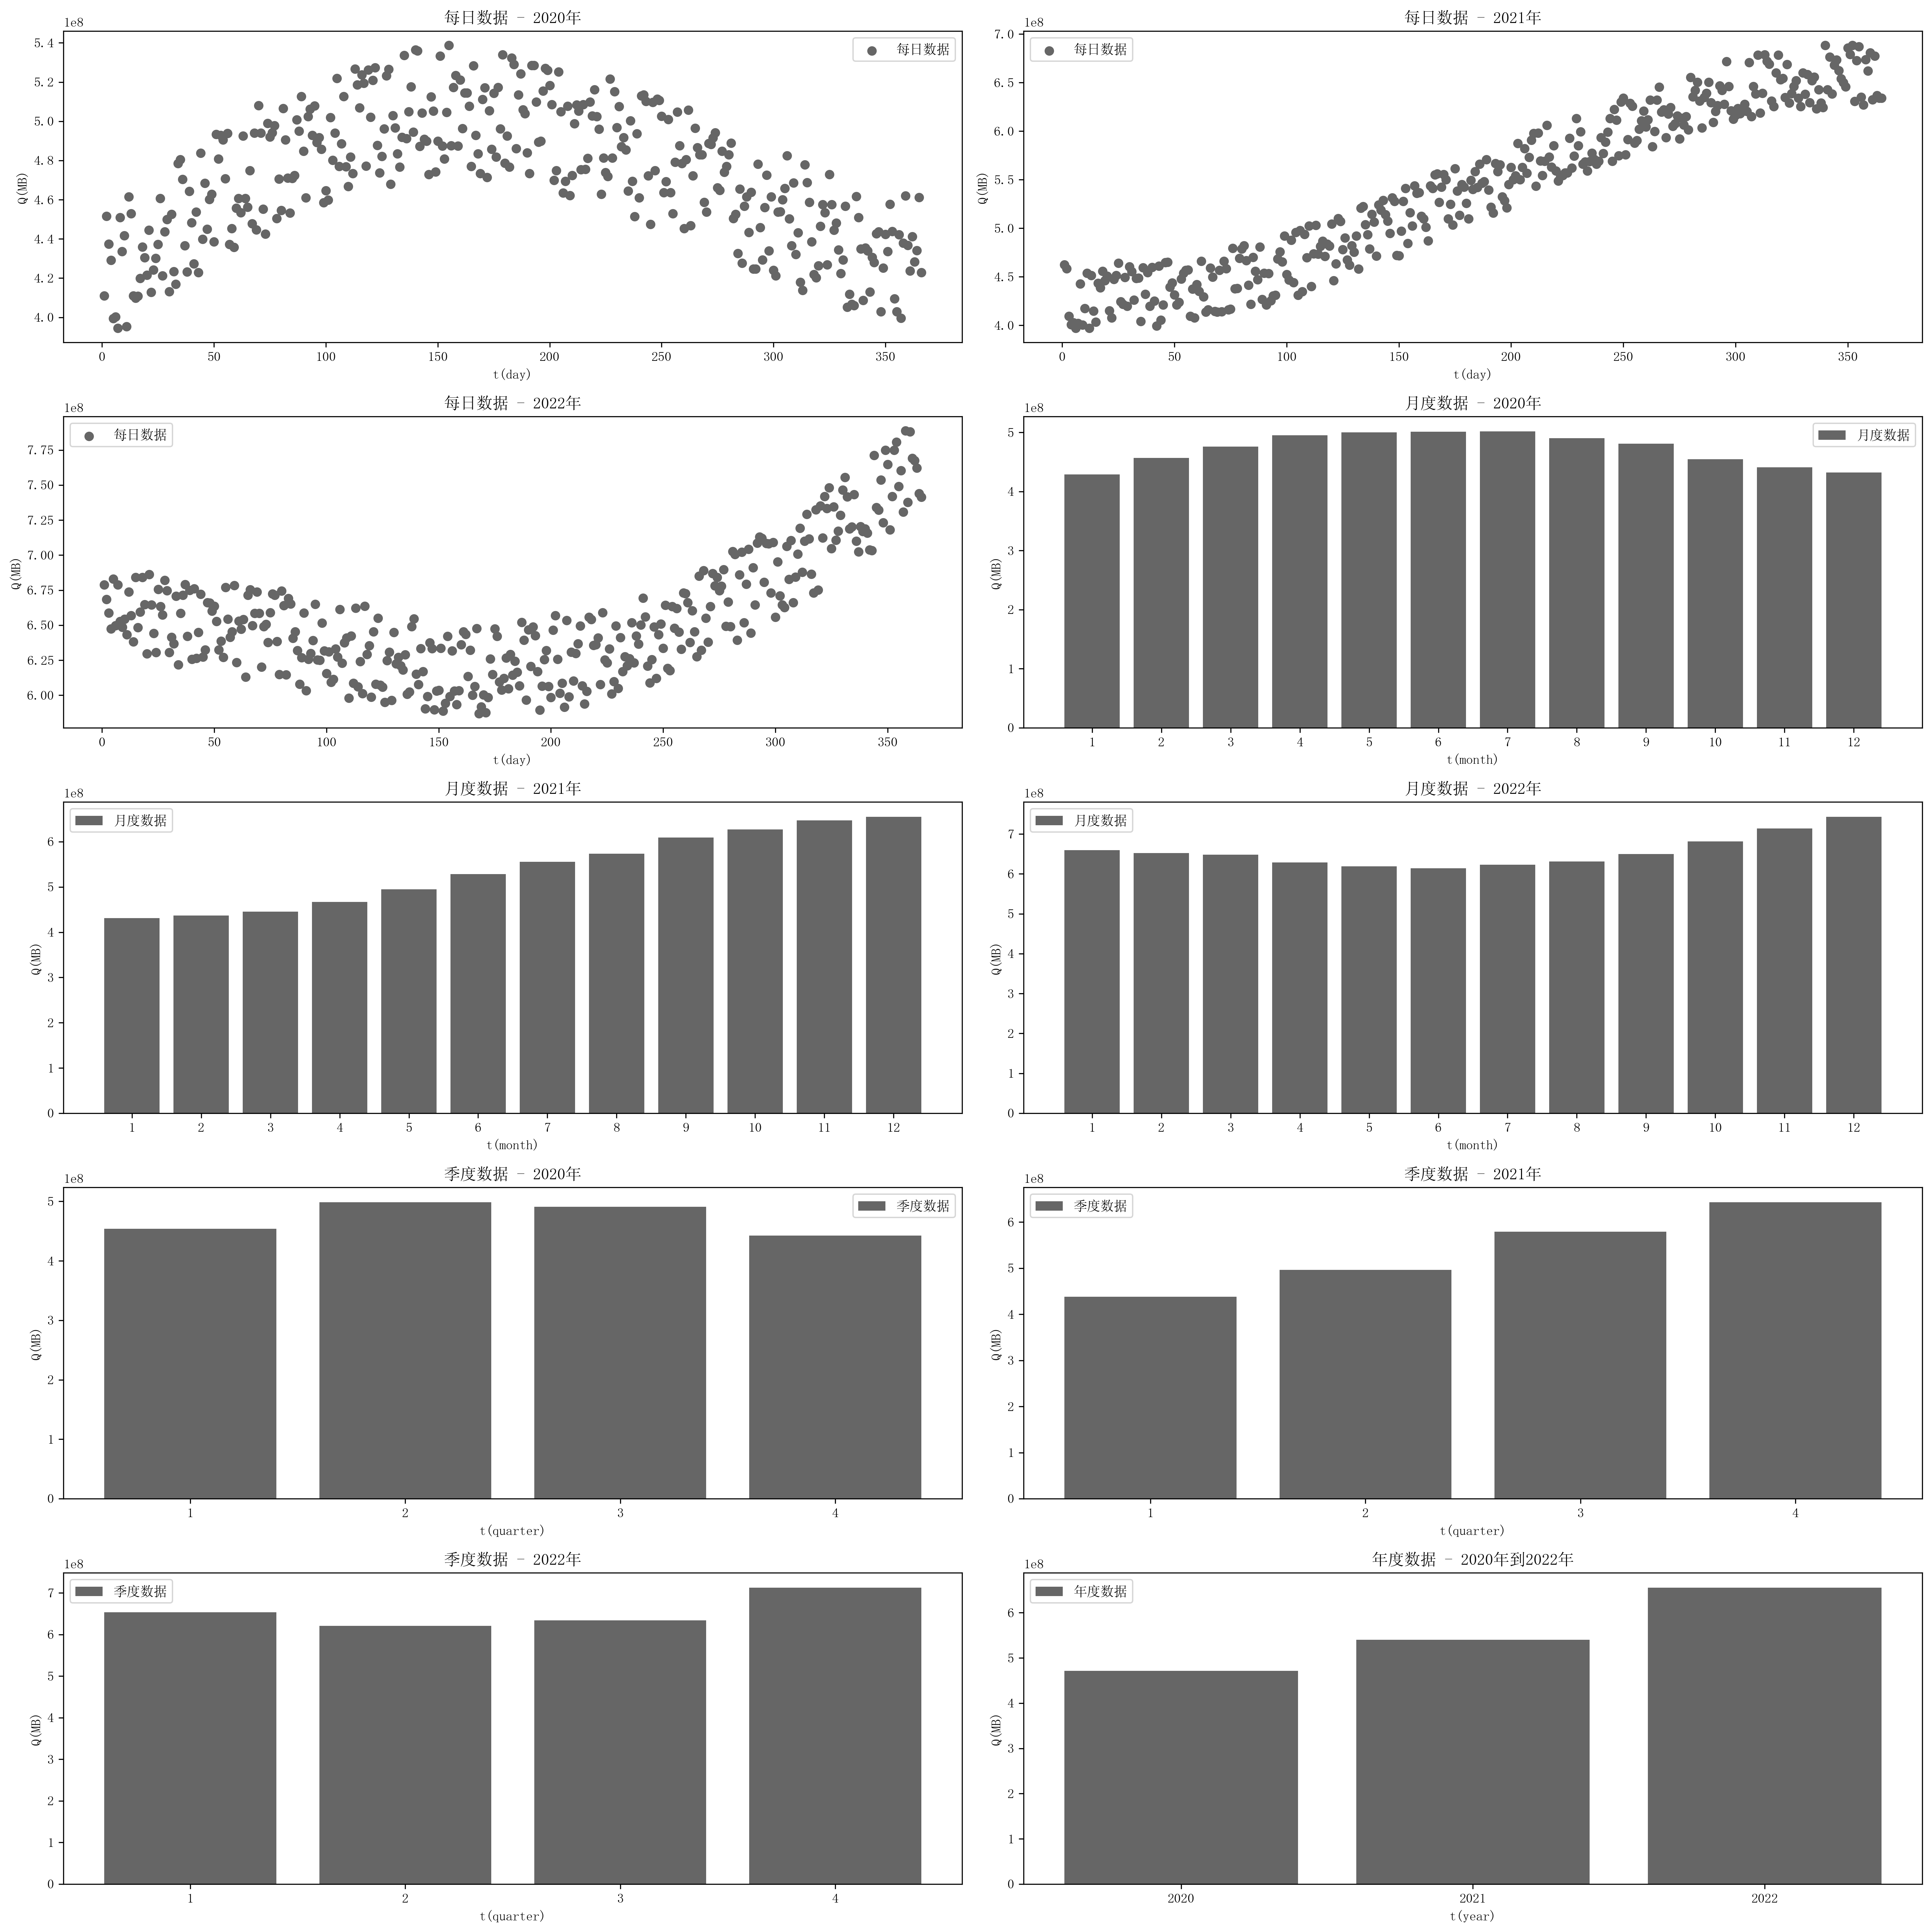 每日数据 - 2020年
1e8
每日数据
5.4
5.2
5.0
4.8
4.6
4.4
4.2
4.0
Q(MB)
0 50 100 150 200 250 300 350
t(day)
每日数据 - 2021年
1e8
每日数据
7.0
6.5
6.0
5.5
5.0
4.5
4.0
Q(MB)
0 50 100 150 200 250 300 350
t(day)
每日数据 - 2022年
1e8
每日数据
7.75
7.50
7.25
7.00
6.75
6.50
6.25
6.00
Q(MB)
0 50 100 150 200 250 300 350
t(day)
月度数据 - 2020年
1e8
月度数据
5
4
3
2
1
0
Q(MB)
1 2 3 4 5 6 7 8 9 10 11 12
t(month)
月度数据 - 2021年
1e8
月度数据
6
5
4
3
2
1
0
Q(MB)
1 2 3 4 5 6 7 8 9 10 11 12
t(month)
月度数据 - 2022年
1e8
月度数据
7
6
5
4
3
2
1
0
Q(MB)
1 2 3 4 5 6 7 8 9 10 11 12
t(month)
季度数据 - 2020年
1e8
季度数据
5
4
3
2
1
0
Q(MB)
1 2 3 4
t(quarter)
季度数据 - 2021年
1e8
季度数据
6
5
4
3
2
1
0
Q(MB)
1 2 3 4
t(quarter)
季度数据 - 2022年
1e8
季度数据
7
6
5
4
3
2
1
0
Q(MB)
1 2 3 4
t(quarter)
年度数据 - 2020年到2022年
1e8
年度数据
6
5
4
3
2
1
0
Q(MB)
2020 2021 2022
t(year)